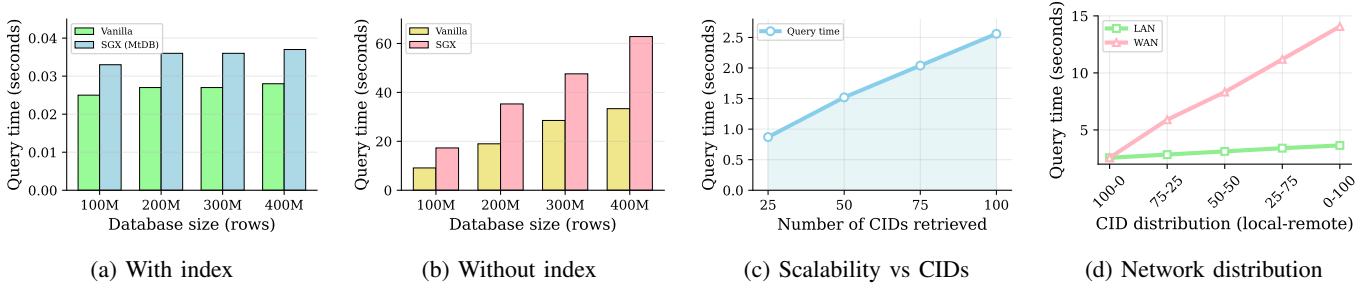 Query time (seconds)
0.04
0.03
0.02
0.01
0.00
Vanilla
SGX (MtDB)
100M 200M 300M 400M
Database size (rows)
(a) With index
Query time (seconds)
60
40
20
0
Vanilla
SGX
100M 200M 300M 400M
Database size (rows)
(b) Without index
Query time (seconds)
2.5
2.0
1.5
1.0
0.5
0.0
Query time
25 50 75 100
Number of CIDs retrieved
(c) Scalability vs CIDs
Query time (seconds)
15
10
5
LAN
WAN
100-0 75-25 50-50 25-75 0-100
CID distribution (local-remote)
(d) Network distribution